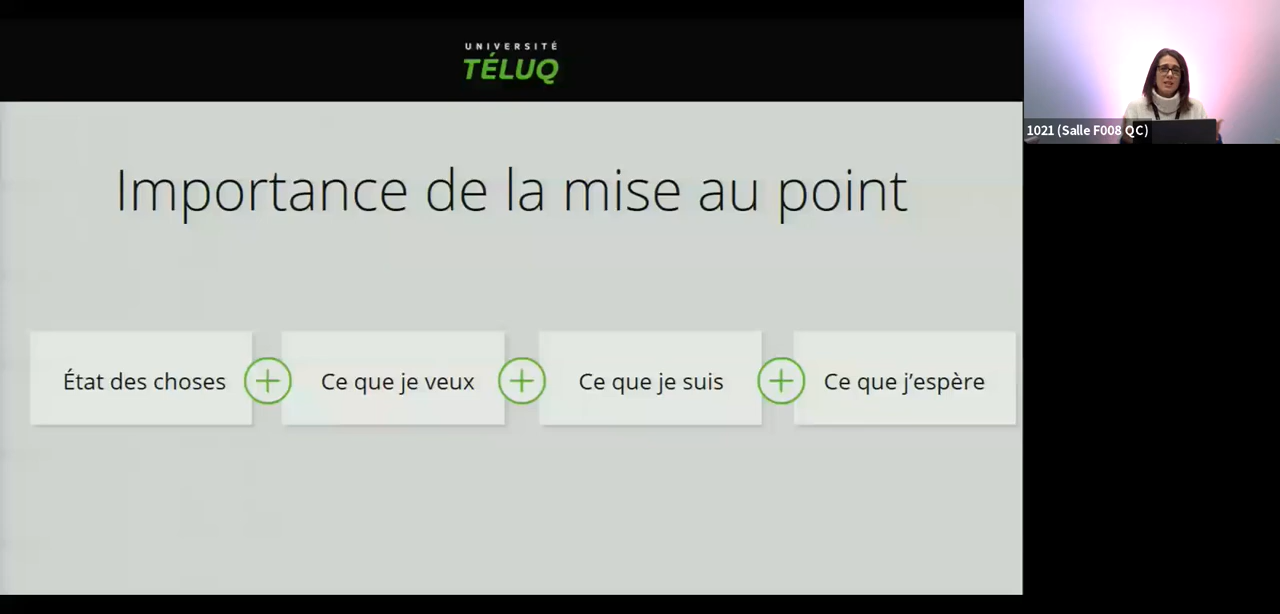 UNIVERSITÉ
TÉLUQ
Importance de la mise au point
État des choses
Ce que je veux
Ce que je suis
Ce que j’espère
1021 (Salle F008 QC)